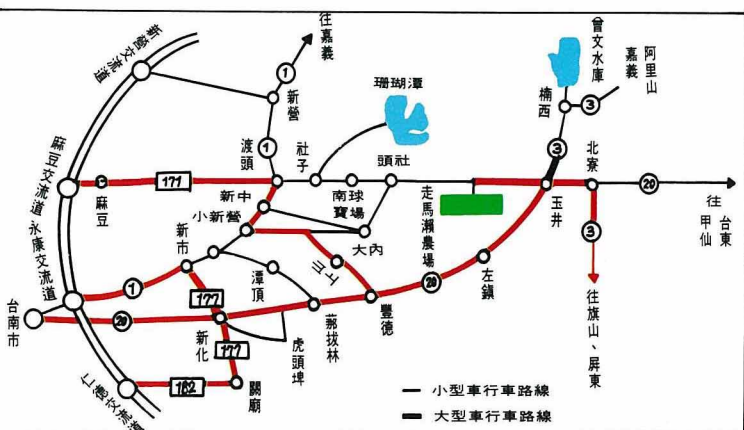 新營交流道
往嘉義
1
新營
珊瑚潭
曾文水庫
嘉義
阿里山
楠西
3
麻豆交流道
渡頭
1
社子
頭社
3
北寮
171
麻豆
新中
南球寶場
走馬瀨農場
玉井
20
往
台東
甲仙
小新營
大內
3
永康交流道
新市
1
潭頂
20
左鎮
往旗山、屏東
台南市
20
177
新化
177
虎頭埤
豐德
仁德交流道
182
關廟
小型車行車路線
大型車行車路線